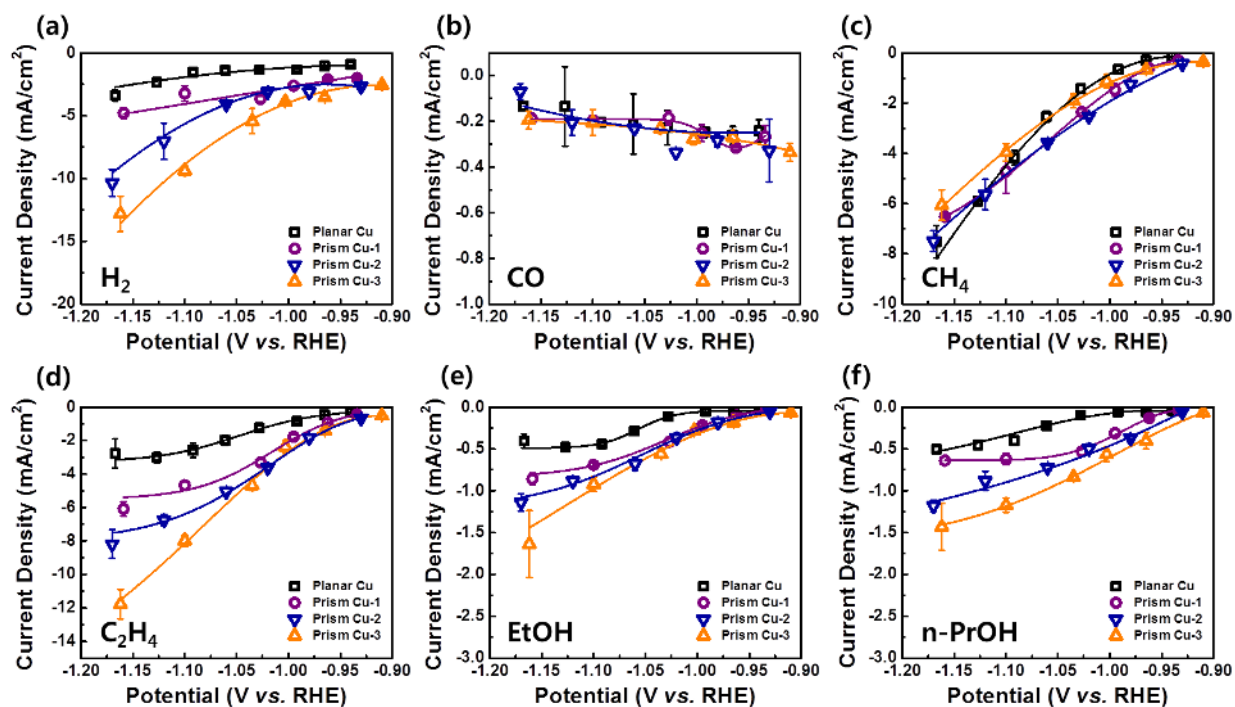 (a)
Current Density (mA/cm²)
0
-5
-10
-15
-20
Planar Cu
Prism Cu-1
Prism Cu-2
Prism Cu-3
H₂
-1.20 -1.15 -1.10 -1.05 -1.00 -0.95 -0.90
Potential (V vs. RHE)
(b)
Current Density (mA/cm²)
0.0
-0.2
-0.4
-0.6
-0.8
-1.0
Planar Cu
Prism Cu-1
Prism Cu-2
Prism Cu-3
CO
-1.20 -1.15 -1.10 -1.05 -1.00 -0.95 -0.90
Potential (V vs. RHE)
(c)
Current Density (mA/cm²)
0
-2
-4
-6
-8
-10
Planar Cu
Prism Cu-1
Prism Cu-2
Prism Cu-3
CH₄
-1.20 -1.15 -1.10 -1.05 -1.00 -0.95 -0.90
Potential (V vs. RHE)
(d)
Current Density (mA/cm²)
0
-2
-4
-6
-8
-10
-12
-14
Planar Cu
Prism Cu-1
Prism Cu-2
Prism Cu-3
C₂H₄
-1.20 -1.15 -1.10 -1.05 -1.00 -0.95 -0.90
Potential (V vs. RHE)
(e)
Current Density (mA/cm²)
0.0
-0.5
-1.0
-1.5
-2.0
-2.5
-3.0
Planar Cu
Prism Cu-1
Prism Cu-2
Prism Cu-3
EtOH
-1.20 -1.15 -1.10 -1.05 -1.00 -0.95 -0.90
Potential (V vs. RHE)
(f)
Current Density (mA/cm²)
0.0
-0.5
-1.0
-1.5
-2.0
-2.5
-3.0
Planar Cu
Prism Cu-1
Prism Cu-2
Prism Cu-3
n-PrOH
-1.20 -1.15 -1.10 -1.05 -1.00 -0.95 -0.90
Potential (V vs. RHE)